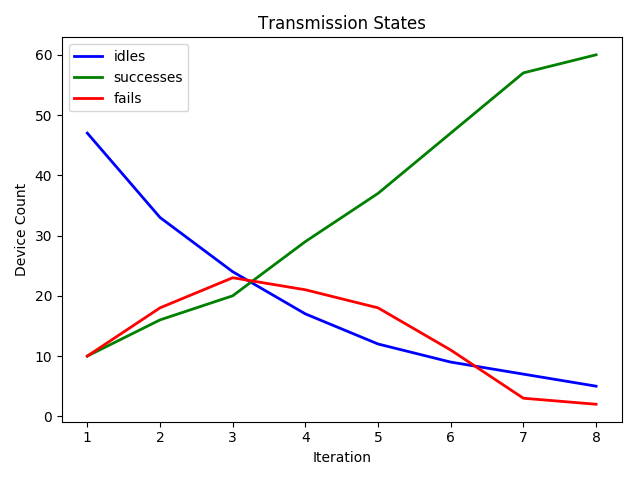 Transmission States
idles
successes
fails
Device Count
60
50
40
30
20
10
0
1 2 3 4 5 6 7 8
Iteration